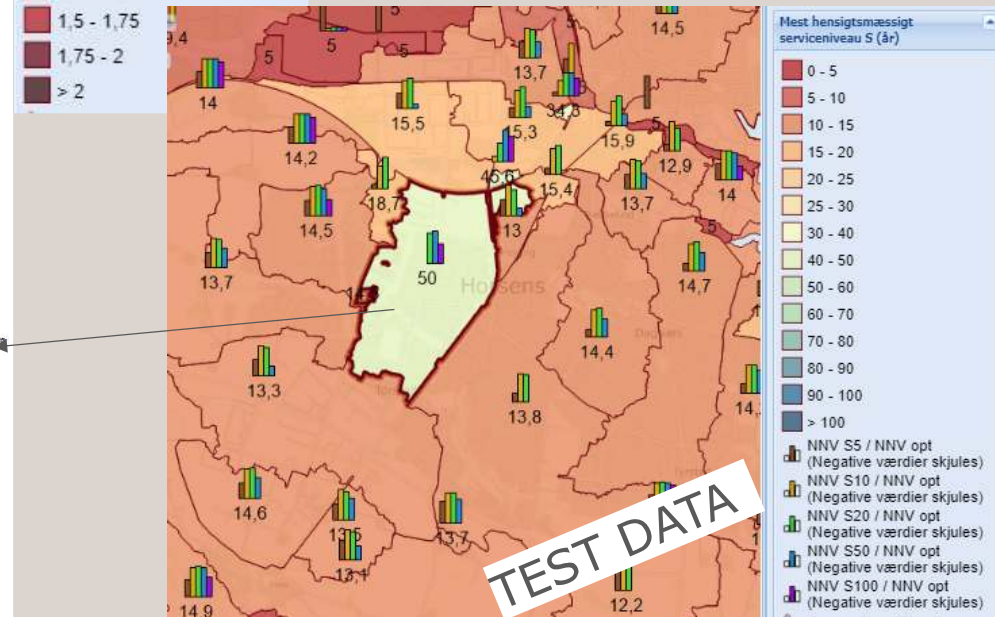 1,5 - 1,75
1,75 - 2
> 2
5
14,5
5
5
5
13,7
14
15,5
34,3
15,3
15,9
5
14,2
12,9
45,6
15,4
14
18,7
13,7
14,5
13
5
13,7
50
14,7
Horsens
14,4
13,3
13,8
14,6
13,5
13,7
13,1
TEST DATA
14,9
12,2
Mest hensigtsmæssigt
serviceniveau S (år)
0 - 5
5 - 10
10 - 15
15 - 20
20 - 25
25 - 30
30 - 40
40 - 50
50 - 60
60 - 70
70 - 80
80 - 90
90 - 100
> 100
NNV S5 / NNV opt
(Negative værdier skjules)
NNV S10 / NNV opt
(Negative værdier skjules)
NNV S20 / NNV opt
(Negative værdier skjules)
NNV S50 / NNV opt
(Negative værdier skjules)
NNV S100 / NNV opt
(Negative værdier skjules)